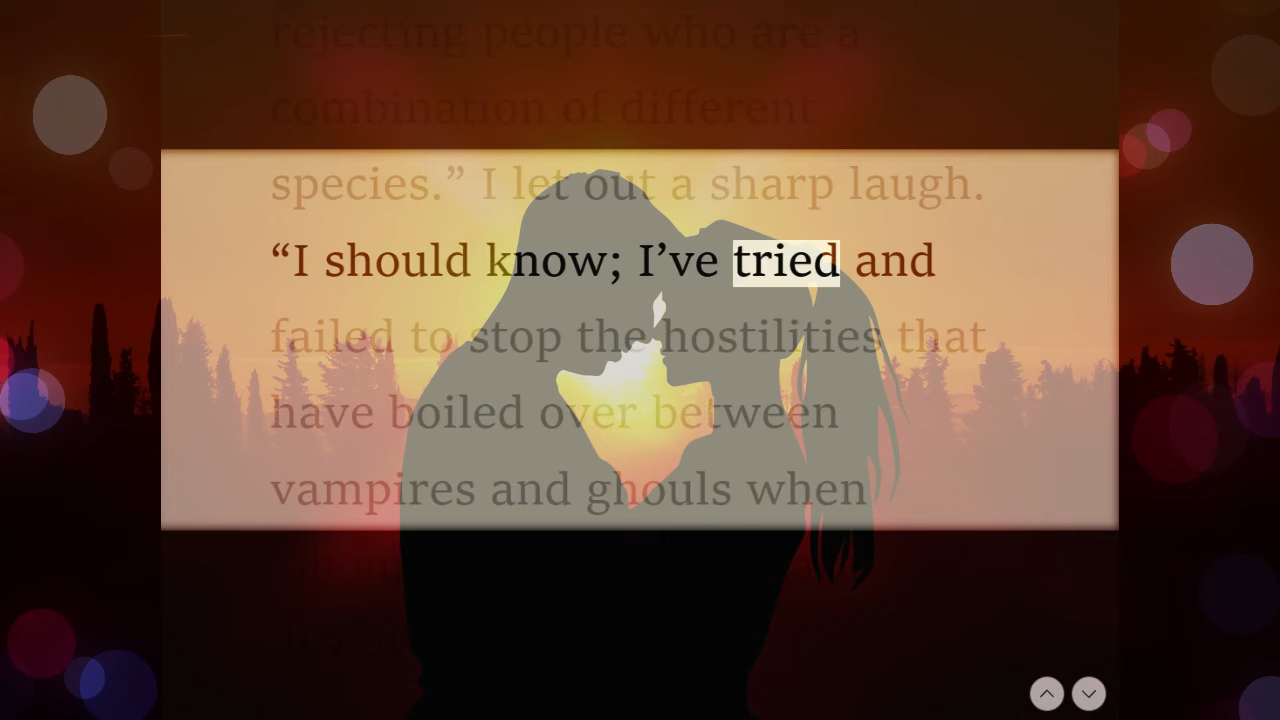 rejecting people who are a
combination of different
species.” I let out a sharp laugh.
“I should know; I’ve tried and
failed to stop the hostilities that
have boiled over between
vampires and ghouls when